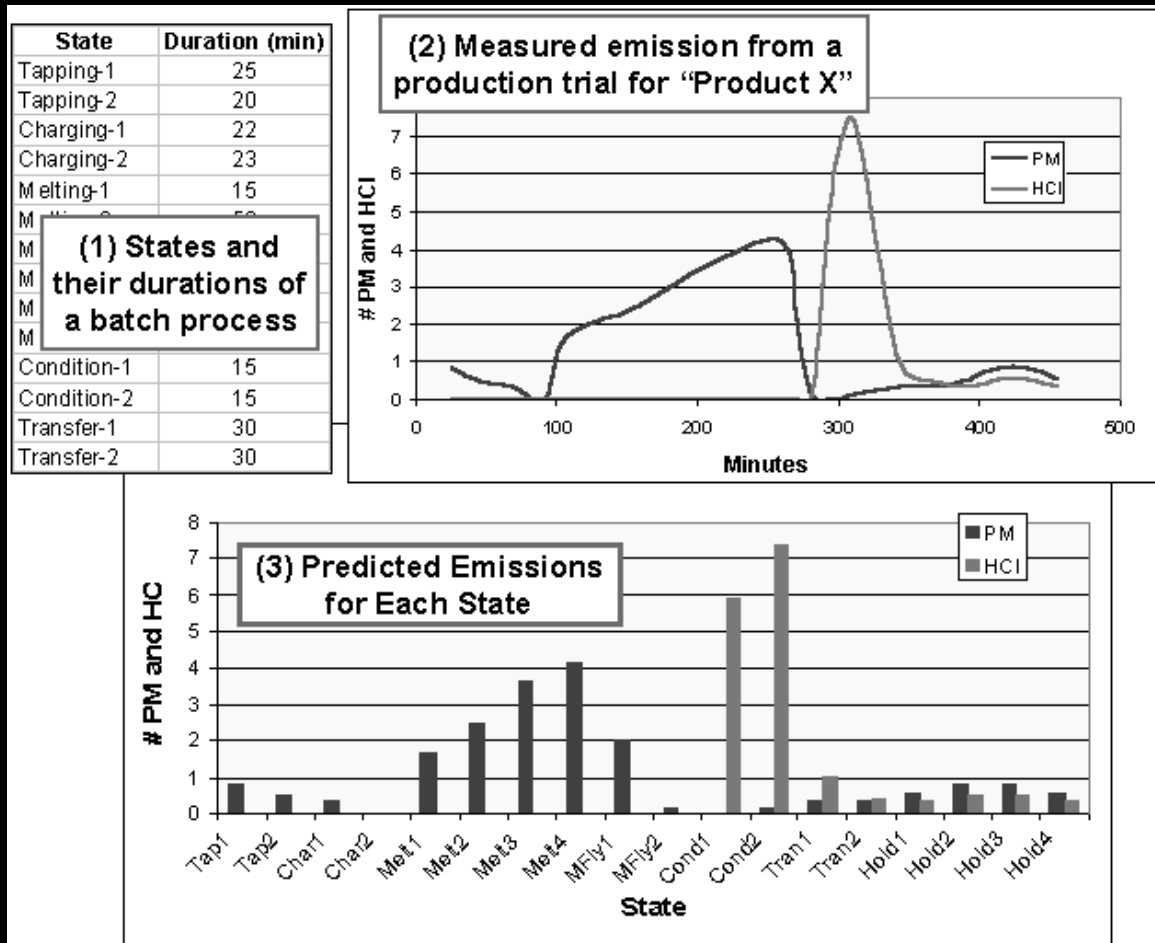 State Duration (min)
Tapping-1 25
Tapping-2 20
Charging-1 22
Charging-2 23
Melting-1 15
M
M
M
M
M
(1) States and
their durations of
a batch process
Condition-1 15
Condition-2 15
Transfer-1 30
Transfer-2 30
(2) Measured emission from a
production trial for “Product X”
# PM and HCl
7
6
5
4
3
2
1
0
PM
HCl
0 100 200 300 400 500
Minutes
(3) Predicted Emissions
for Each State
# PM and HC
8
7
6
5
4
3
2
1
0
PM
HCl
Tap1 Tap2 Char1 Char2 Melt1 Melt2 Melt3 Melt4 MFly1 MFly2 Cond1 Cond2 Tran1 Tran2 Hold1 Hold2 Hold3 Hold4
State